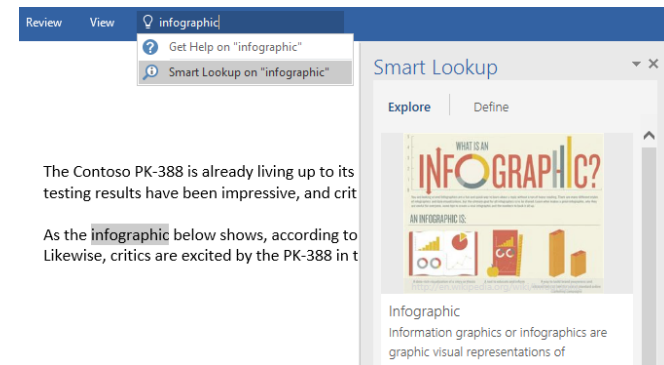 Review View infographic
Get Help on "infographic"
Smart Lookup on "infographic"
Smart Lookup
Explore Define
WHAT IS AN
INFOGRAPHIC?
AN INFOGRAPHIC IS:
The Contoso PK-388 is already living up to its
testing results have been impressive, and crit
As the infographic below shows, according to
Likewise, critics are excited by the PK-388 in t
Infographic
Information graphics or infographics are
graphic visual representations of